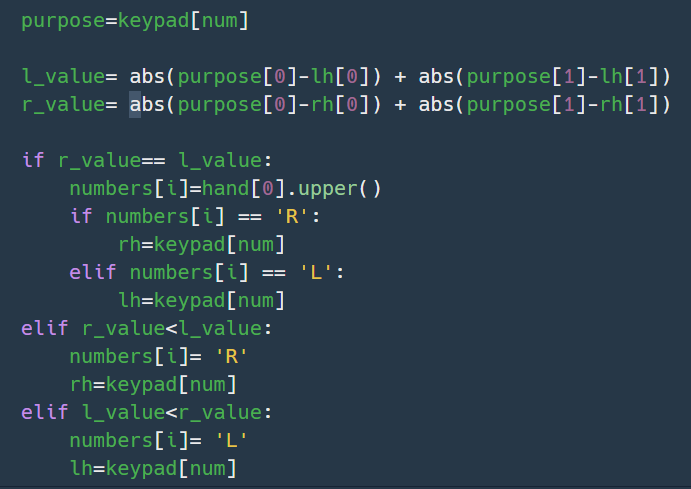 purpose=keypad[num]
l_value= abs(purpose[0]-lh[0]) + abs(purpose[1]-lh[1])
r_value= abs(purpose[0]-rh[0]) + abs(purpose[1]-rh[1])
if r_value== l_value:
    numbers[i]=hand[0].upper()
    if numbers[i] == 'R':
        rh=keypad[num]
    elif numbers[i] == 'L':
        lh=keypad[num]
elif r_value<l_value:
    numbers[i]= 'R'
    rh=keypad[num]
elif l_value<r_value:
    numbers[i]= 'L'
    lh=keypad[num]